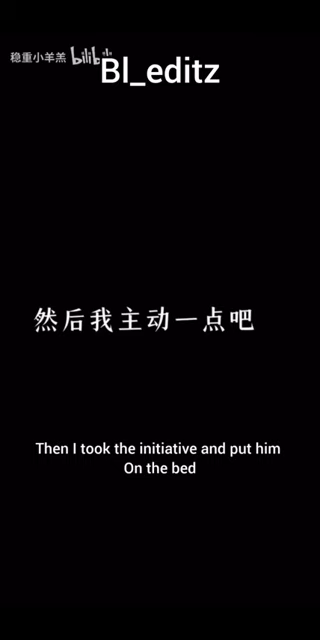 稳重小羊羔 bilibili
Bl_editz
然后我主动一点吧
Then I took the initiative and put him
On the bed